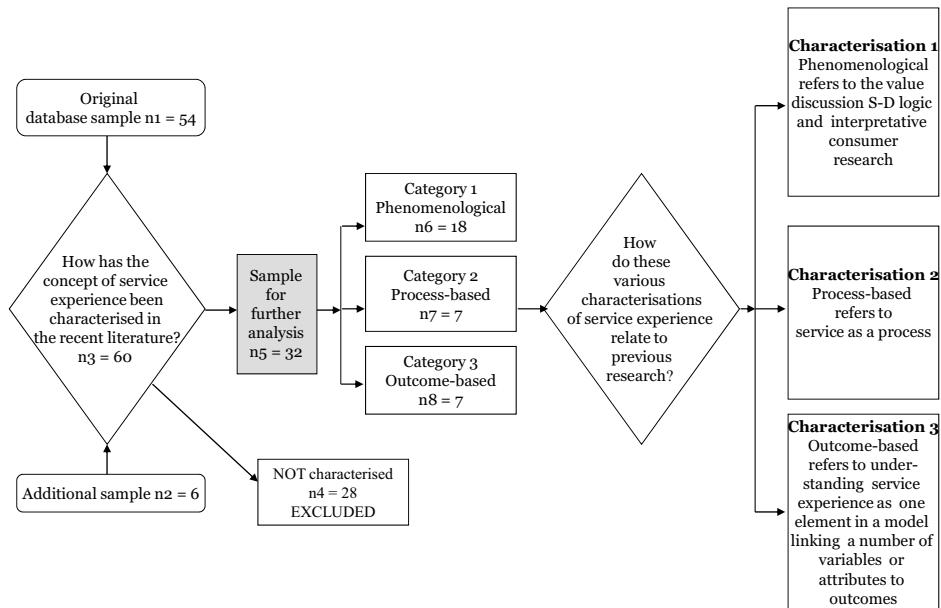 Original
database sample n1 = 54
How has the
concept of service
experience been
characterised in
the recent literature?
n3 = 60
Additional sample n2 = 6
NOT characterised
n4 = 28
EXCLUDED
Sample
for
further
analysis
n5 = 32
Category 1
Phenomenological
n6 = 18
Category 2
Process-based
n7 = 7
Category 3
Outcome-based
n8 = 7
How
do these
various
characterisations
of service experience
relate to
previous
research?
Characterisation 1
Phenomenological
refers to the value
discussion S-D logic
and interpretative
consumer
research
Characterisation 2
Process-based
refers to
service as a process
Characterisation 3
Outcome-based
refers to under-
standing service
experience as one
element in a model
linking a number of
variables or
attributes to
outcomes